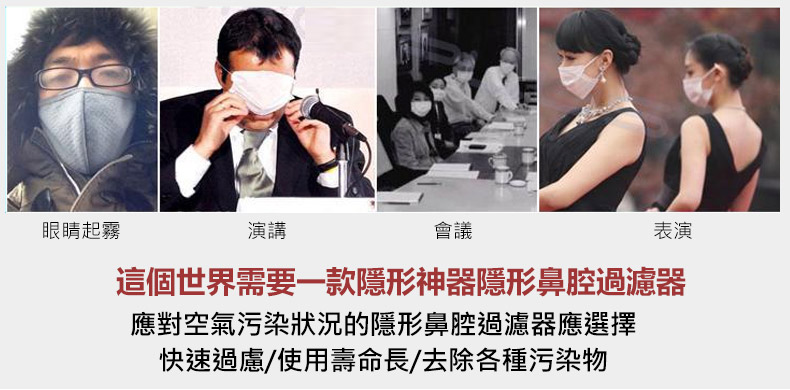 眼睛起霧
演講
會議
表演
這個世界需要一款隱形神器隱形鼻腔過濾器
應對空氣污染狀況的隱形鼻腔過濾器應選擇
快速過慮/使用壽命長/去除各種污染物